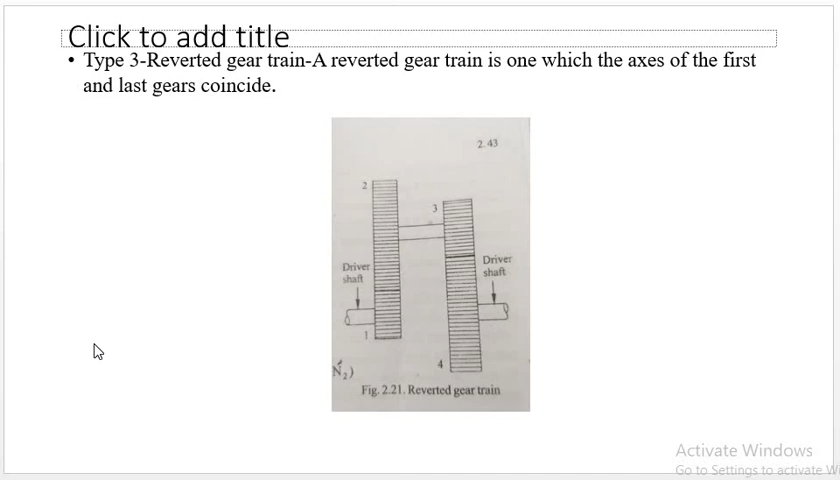 Click to add title
• Type 3-Reverted gear train-A reverted gear train is one which the axes of the first
and last gears coincide.
2.43
2
3
Driver
shaft
Driver
shaft
1
4
N₂)
Fig. 2.21. Reverted gear train
Activate Windows
Go to Settings to activate W